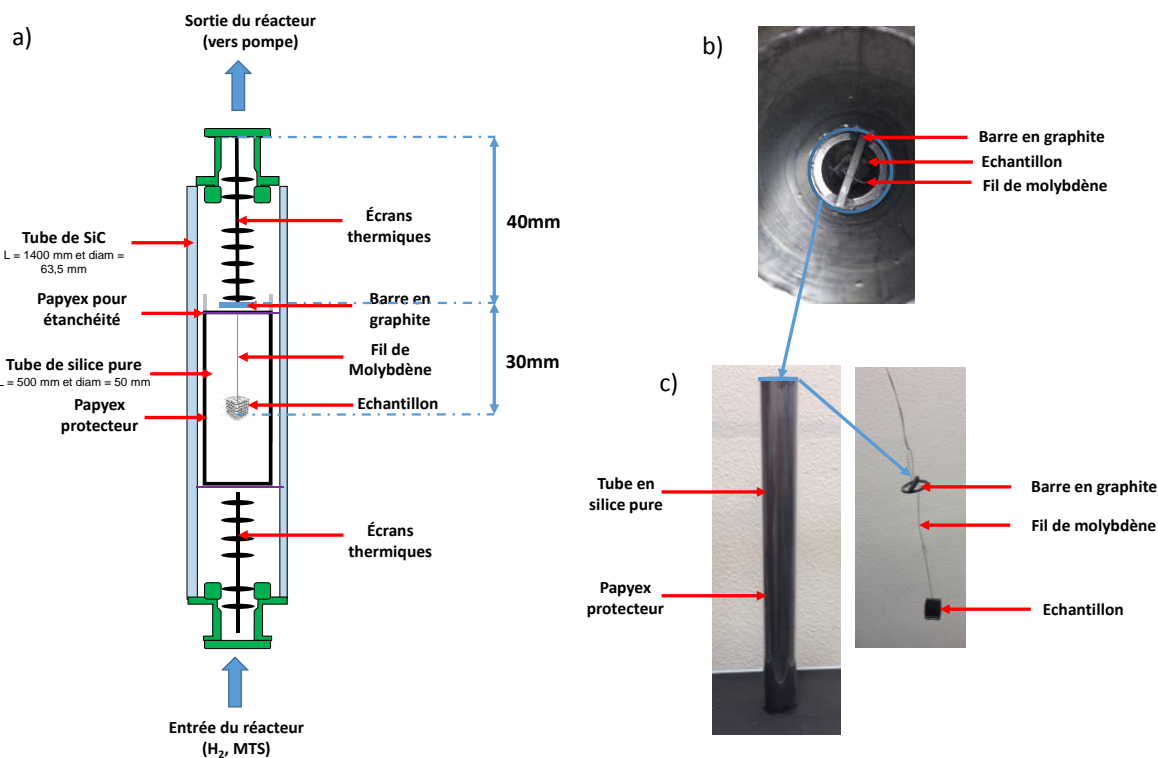 a)
Sortie du réacteur
(vers pompe)
40mm
Écrans
thermiques
Tube de SiC
L = 1400 mm et diam =
63,5 mm
Papyex pour
étanchéité
Barre en
graphite
30mm
Tube de silice pure
L = 500 mm et diam = 50 mm
Fil de
Molybdène
Papyex
protecteur
Echantillon
Écrans
thermiques
Entrée du réacteur
(H₂, MTS)
b)
Barre en graphite
Echantillon
Fil de molybdène
c)
Tube en
silice pure
Papyex
protecteur
Barre en graphite
Fil de molybdène
Echantillon